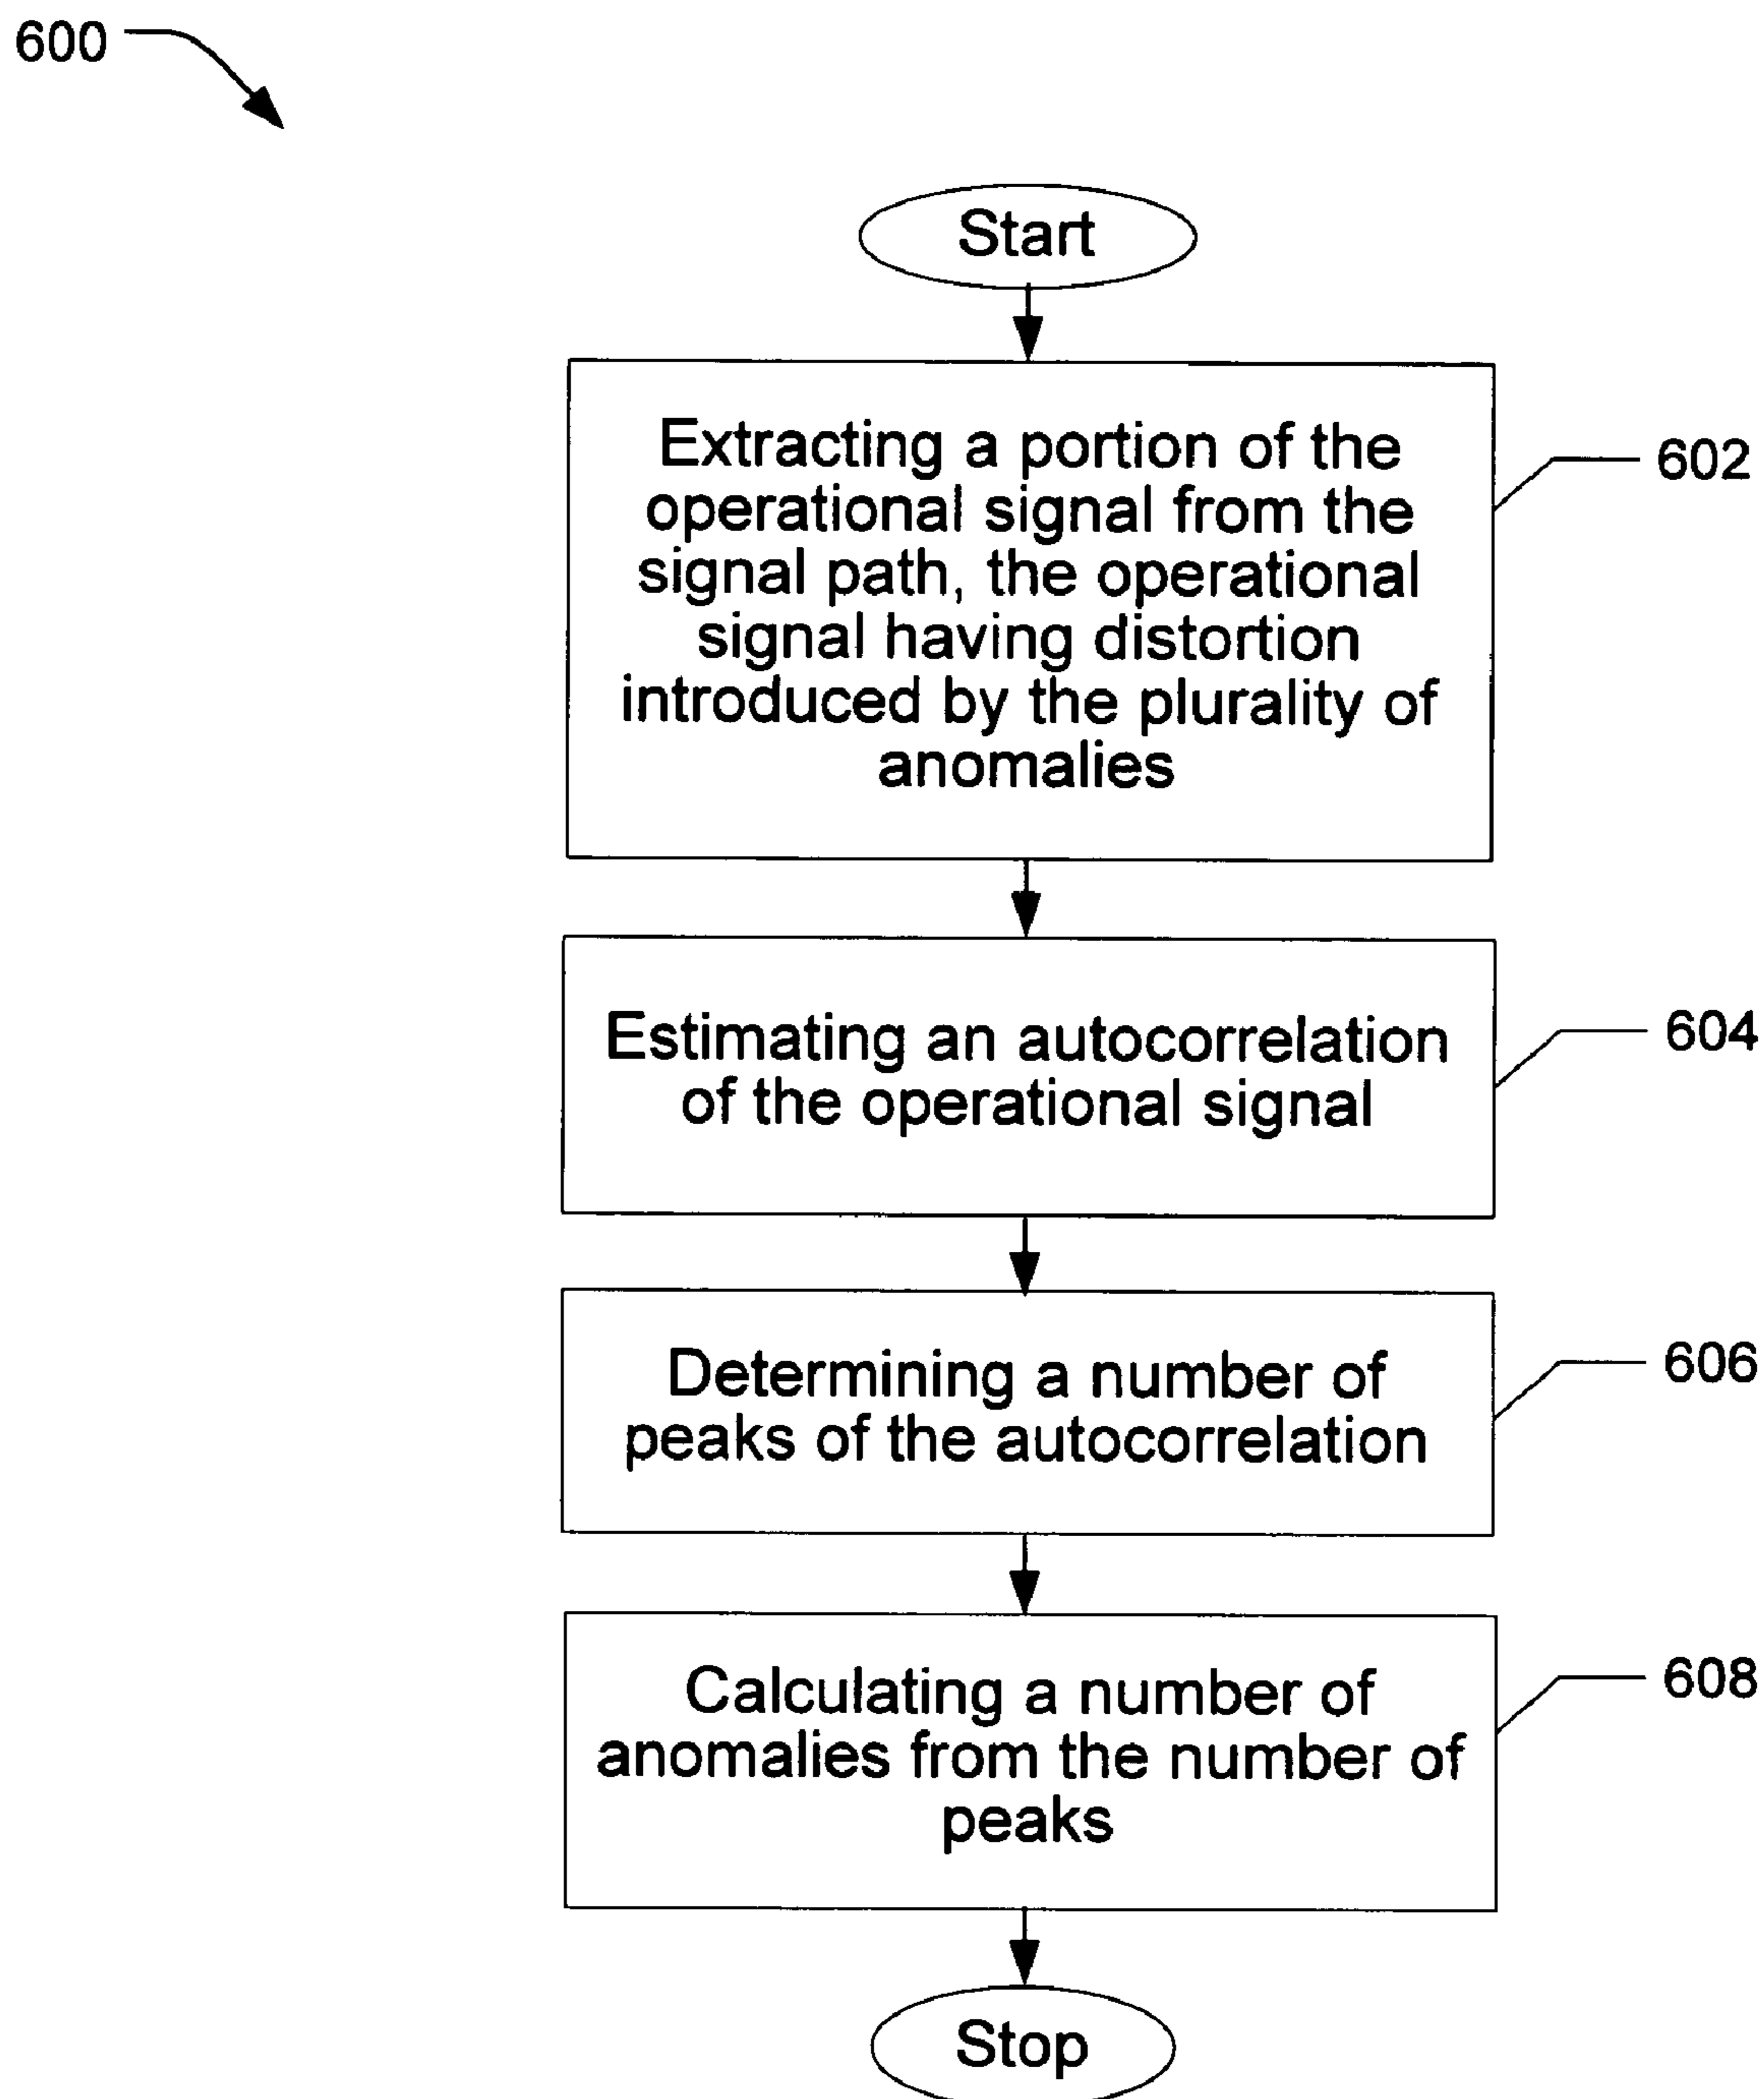 600
Start
Extracting a portion of the
operational signal from the
signal path, the operational
signal having distortion
introduced by the plurality of
anomalies
602
Estimating an autocorrelation
of the operational signal
604
Determining a number of
peaks of the autocorrelation
606
Calculating a number of
anomalies from the number of
peaks
608
Stop